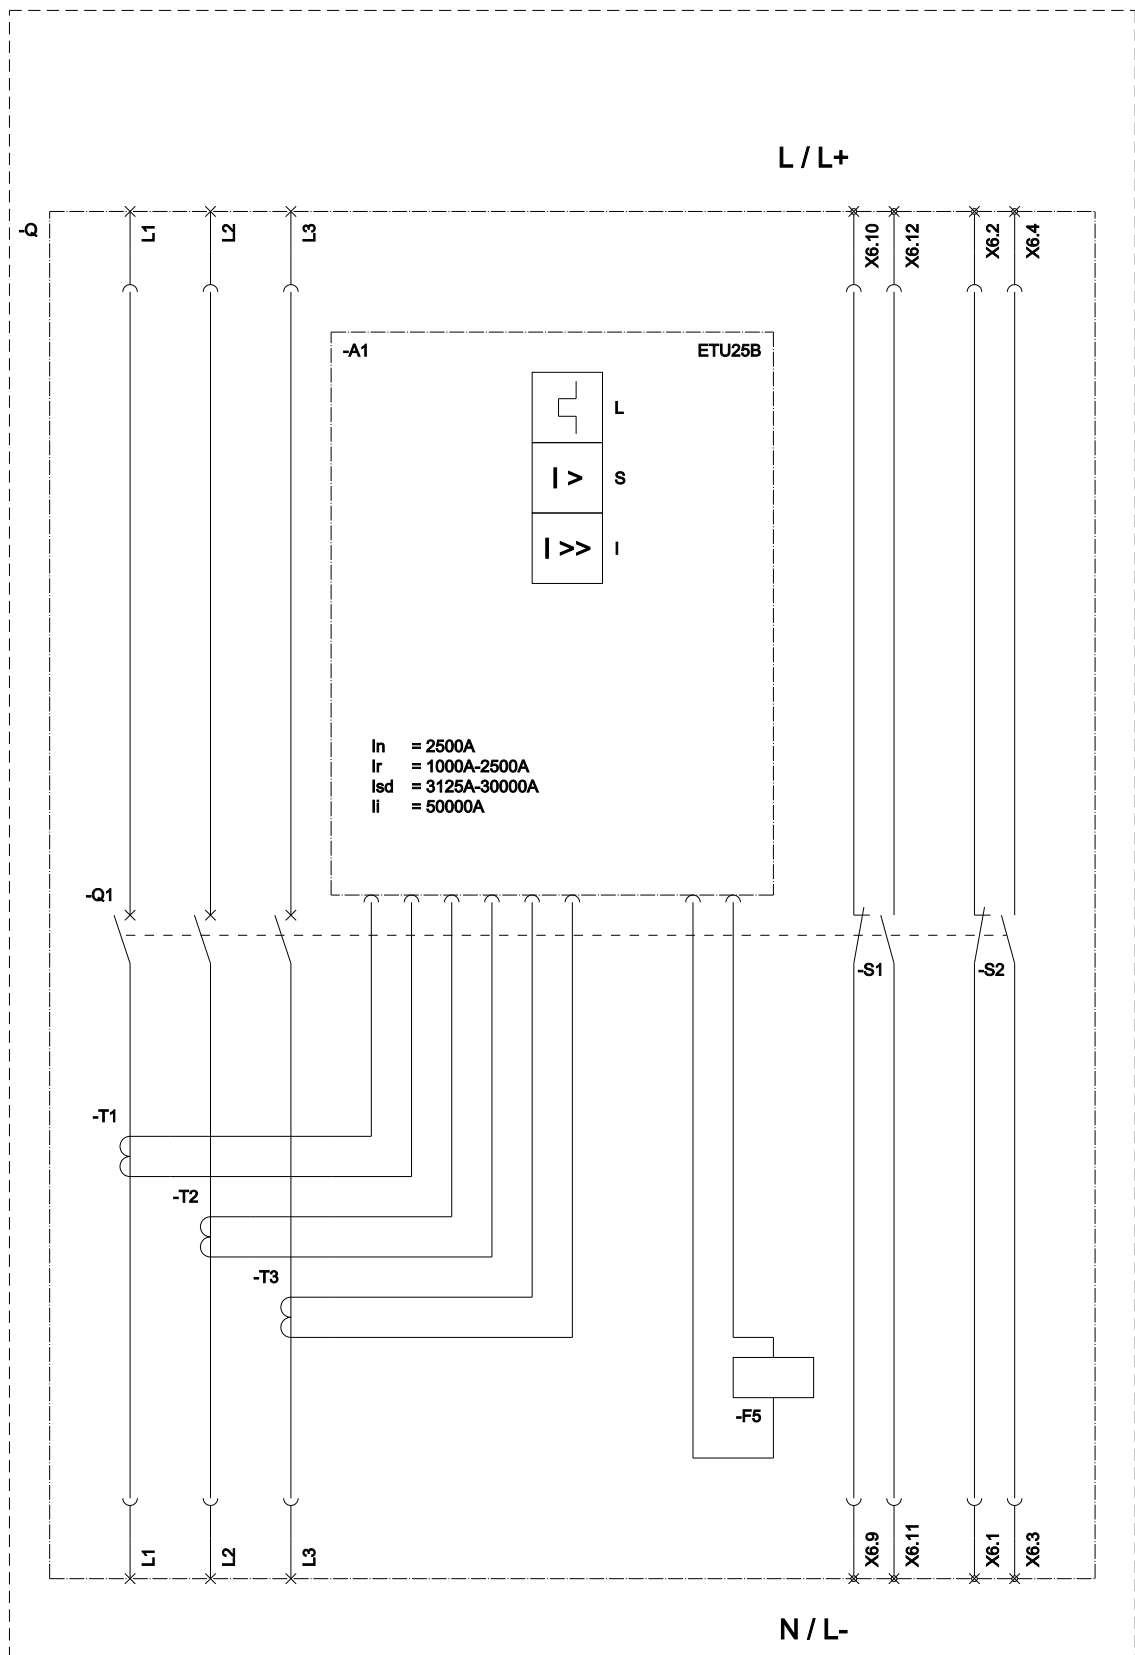 L / L+
-Q
L1
L2
L3
X6.10
X6.12
X6.2
X6.4
-A1
ETU25B
L
I >
S
I >>
I
In = 2500A
Ir = 1000A-2500A
Isd = 3125A-30000A
Ii = 50000A
-Q1
-S1
-S2
-T1
-T2
-T3
-F5
L1
L2
L3
X6.9
X6.11
X6.1
X6.3
N / L-